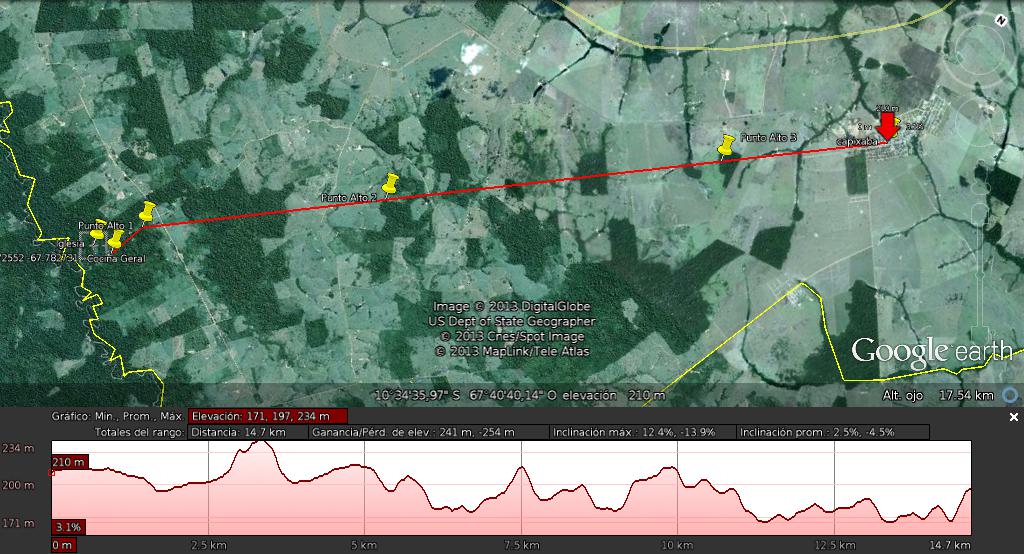 N
210 m
capixaba
Punto Alto 3
Punto Alto 2
Punto Alto 1
Iglesia
2552 -67.782731
Cocina Geral
Image © 2013 DigitalGlobe
US Dept of State Geographer
© 2013 Cnes/Spot Image
© 2013 MapLink/Tele Atlas
Google earth
10°34'35,97" S 67°40'40,14" O elevación 210 m
Alt. ojo 17.54 km
Gráfico: Min., Prom., Máx. Elevación: 171, 197, 234 m
Totales del rango: Distancia: 14.7 km Ganancia/Pérd. de elev.: 241 m, -254 m Inclinación máx.: 12.4%, -13.9% Inclinación prom.: 2.5%, -4.5%
234 m
210 m
200 m
171 m
3.1%
0 m 2.5 km 5 km 7.5 km 10 km 12.5 km 14.7 km